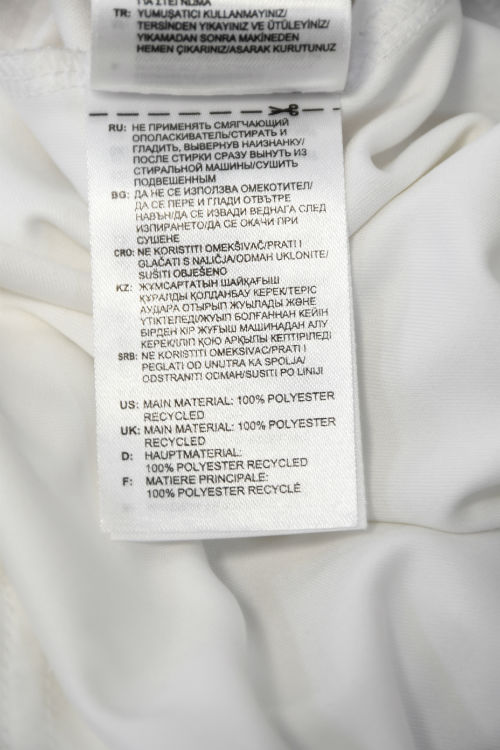 ΓΙΑ ΣΤΕΓΝΩΜΑ
TR: YUMUŞATICI KULLANMAYINIZ/
TERSİNDEN YIKAYINIZ VE ÜTÜLEYİNİZ/
YIKAMADAN SONRA MAKİNEDEN
HEMEN ÇIKARINIZ/ASARAK KURUTUNUZ
RU: НЕ ПРИМЕНЯТЬ СМЯГЧАЮЩИЙ
ОПОЛАСКИВАТЕЛЬ/СТИРАТЬ И
ГЛАДИТЬ, ВЫВЕРНУВ НАИЗНАНКУ/
ПОСЛЕ СТИРКИ СРАЗУ ВЫНУТЬ ИЗ
СТИРАЛЬНОЙ МАШИНЫ/СУШИТЬ
ПОДВЕШЕННЫМ
BG: ДА НЕ СЕ ИЗПОЛЗВА ОМЕКОТИТЕЛ/
ДА СЕ ПЕРЕ И ГЛАДИ ОТВЪТРЕ
НАВЪН/ДА СЕ ИЗВАДИ ВЕДНАГА СЛЕД
ИЗПИРАНЕТО/ДА СЕ ОКАЧИ ПРИ
СУШЕНЕ
CRO: NE KORISTITI OMEKŠIVAČ/PRATI I
GLAČATI S NALIČJA/ODMAH UKLONITE/
SUŠITI OBJEŠENO
KZ: ЖҰМСАРТАТЫН ШАЙҚАҒЫШ
ҚҰРАЛДЫ ҚОЛДАНБАУ КЕРЕК/ТЕРІС
АУДАРА ОТЫРЫП ЖУЫЛАДЫ ЖӘНЕ
ҮТІКТЕЛЕДІ/ЖУЫП БОЛҒАННАН КЕЙІН
БІРДЕН КІР ЖУҒЫШ МАШИНАДАН АЛУ
КЕРЕК/ІЛІП ҚОЮ АРҚЫЛЫ КЕПТІРІЛЕДІ
SRB: NE KORISTITI OMEKSIVAC/PRATI I
PEGLATI OD UNUTRA KA SPOLJA/
ODSTRANITI ODMAH/SUSITI PO LINIJI
US: MAIN MATERIAL: 100% POLYESTER
RECYCLED
UK: MAIN MATERIAL: 100% POLYESTER
RECYCLED
D: HAUPTMATERIAL:
100% POLYESTER RECYCLED
F: MATIERE PRINCIPALE:
100% POLYESTER RECYCLÉ